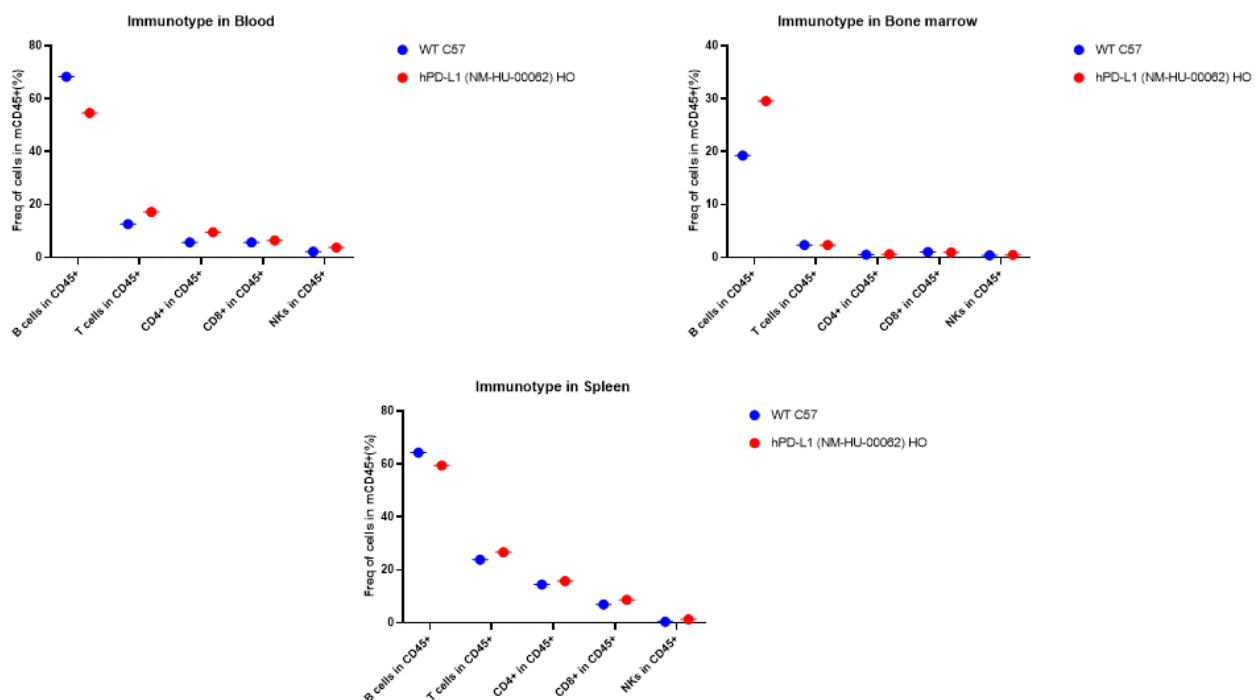 Immunotype in Blood
Freq of cells in mCD45+(%)
80
60
40
20
0
B cells in CD45+
T cells in CD45+
CD4+ in CD45+
CD8+ in CD45+
NKs in CD45+
WT C57
hPD-L1 (NM-HU-00062) HO
Immunotype in Bone marrow
Freq of cells in mCD45+(%)
40
30
20
10
0
B cells in CD45+
T cells in CD45+
CD4+ in CD45+
CD8+ in CD45+
NKs in CD45+
WT C57
hPD-L1 (NM-HU-00062) HO
Immunotype in Spleen
Freq of cells in mCD45+(%)
80
60
40
20
0
B cells in CD45+
T cells in CD45+
CD4+ in CD45+
CD8+ in CD45+
NKs in CD45+
WT C57
hPD-L1 (NM-HU-00062) HO